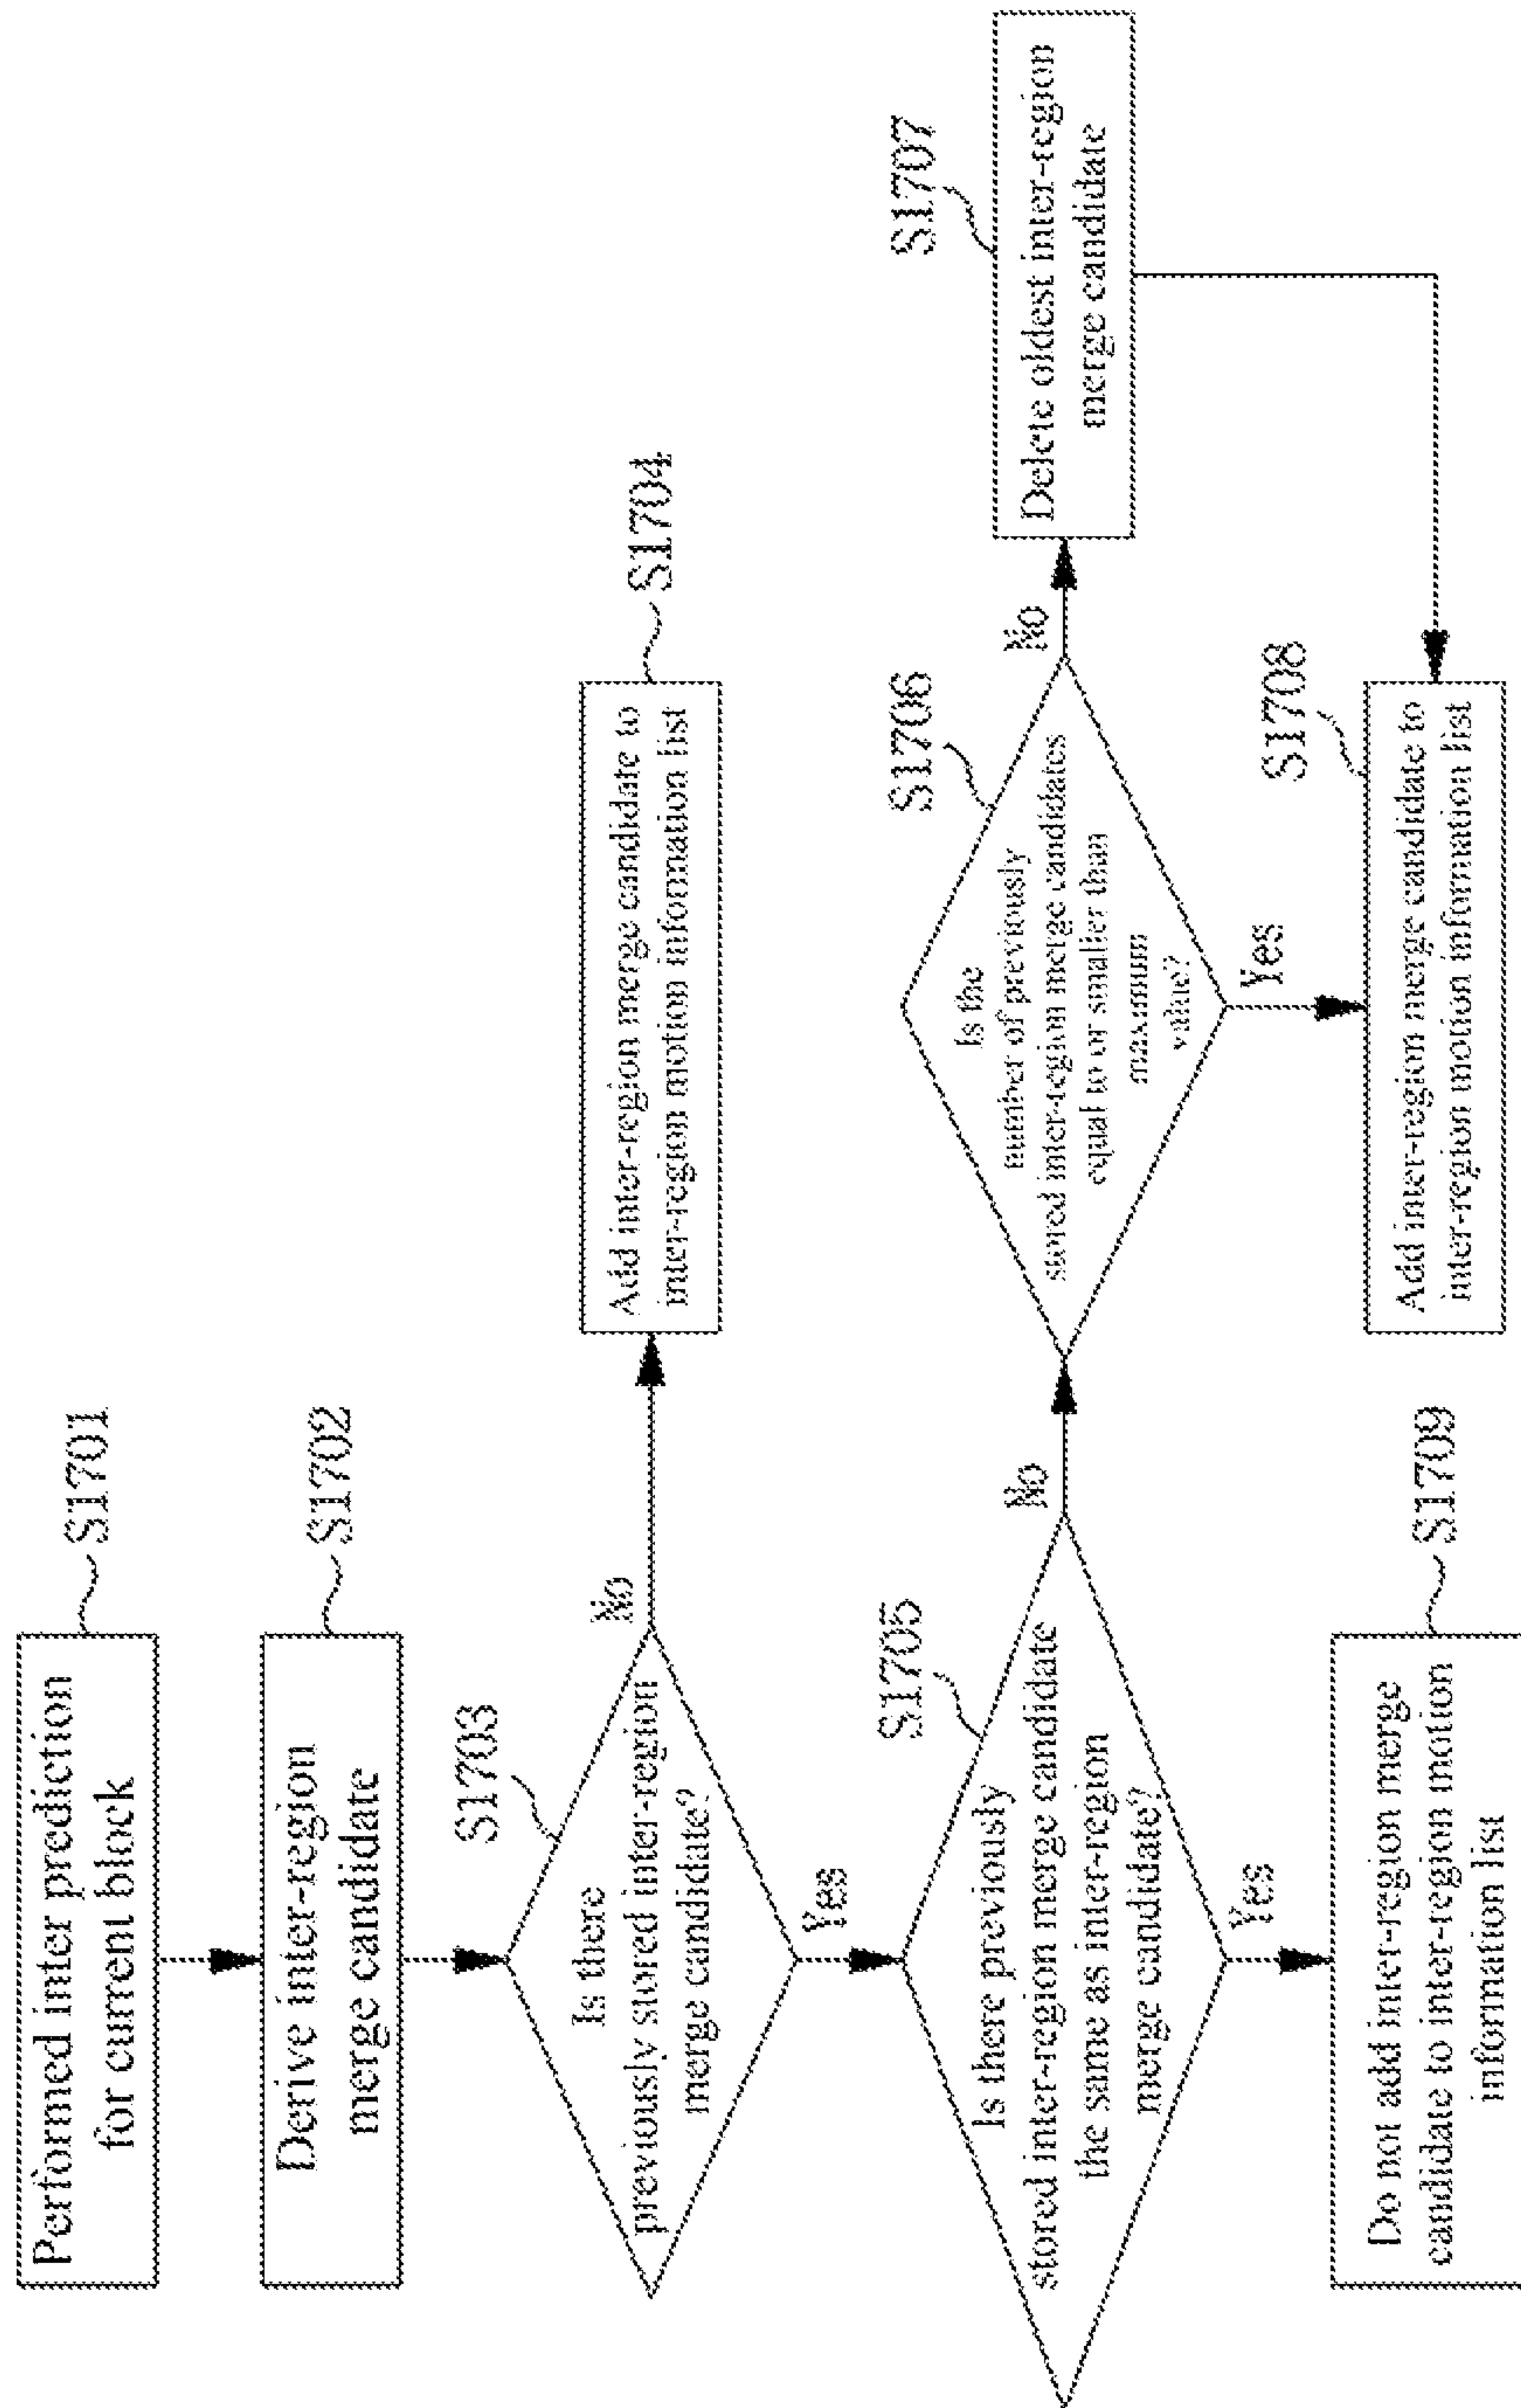 Performed inter prediction
for current block
S1701
Derive inter-region
merge candidate
S1702
Is there
previously stored inter-region
merge candidate?
S1703
No
Yes
Add inter-region merge candidate to
inter-region motion infomation list
S1704
Is there previously
stored inter-region merge candidate
the same as inter-region
merge candidate?
S1705
No
Yes
Is the
number of previously
stored inter-region merge candidates
equal to or smaller than
maximum
value?
S1706
No
Yes
Delete oldest inter-region
merge candidate
S1707
Add inter-region merge candidate to
inter-region motion information list
S1708
Do not add inter-region merge
candidate to inter-region motion
information list
S1709